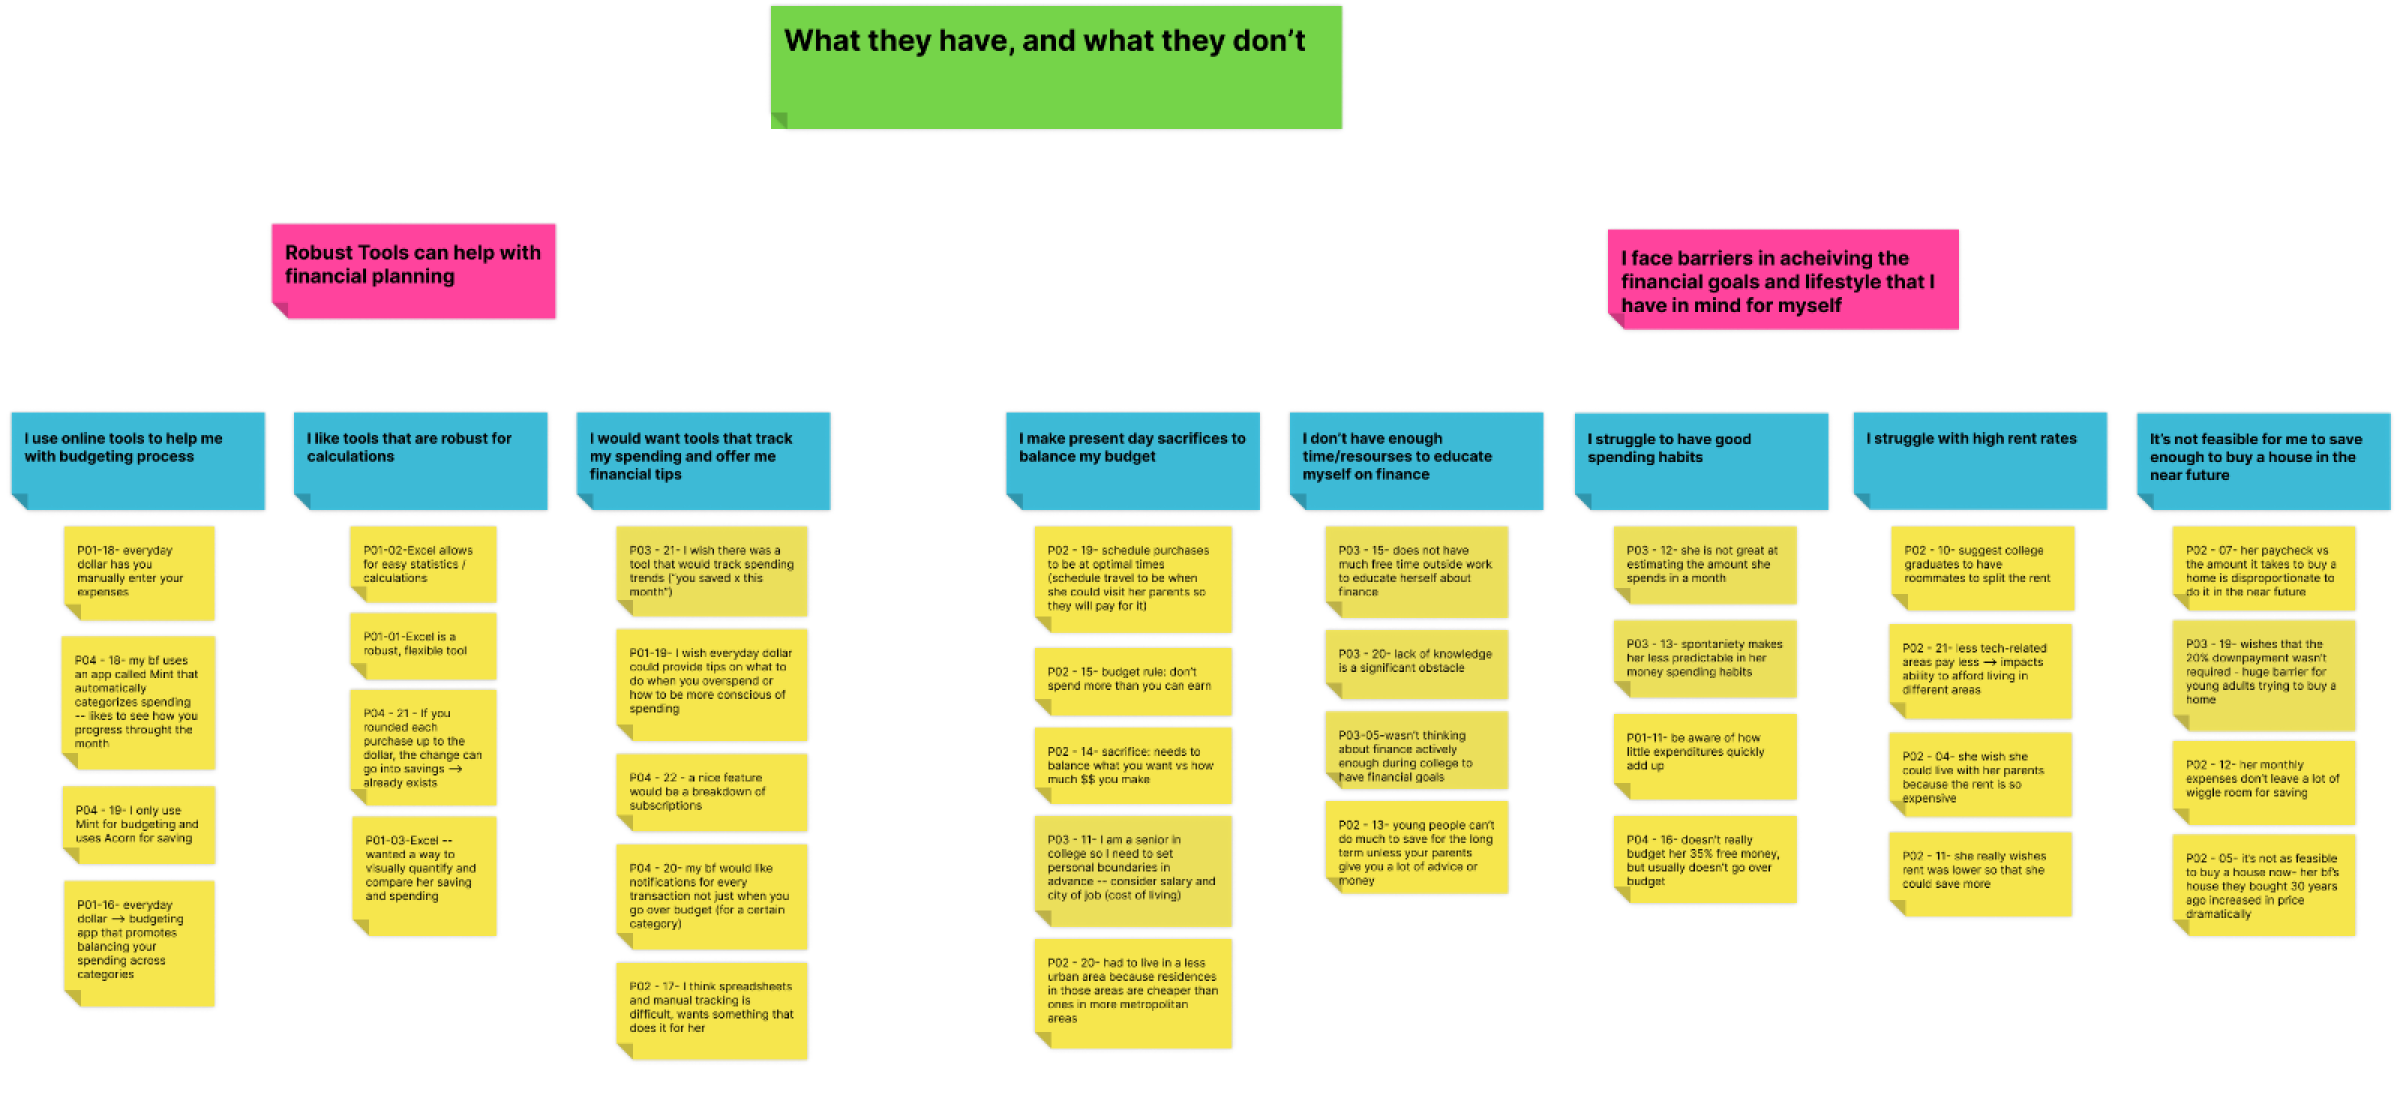 What they have, and what they don’t
Robust Tools can help with
financial planning
I face barriers in acheiving the
financial goals and lifestyle that I
have in mind for myself
I use online tools to help me
with budgeting process
P01-18- everyday
dollar has you
manually enter your
expenses
P04 - 18- my bf uses
an app called Mint that
automatically
categorizes spending
-- likes to see how you
progress throught the
month
P04 - 19- I only use
Mint for budgeting and
uses Acorn for saving
P01-16- everyday
dollar → budgeting
app that promotes
balancing your
spending across
categories
I like tools that are robust for
calculations
P01-02-Excel allows
for easy statistics /
calculations
P01-01-Excel is a
robust, flexible tool
P04 - 21 - If you
rounded each
purchase up to the
dollar, the change can
go into savings →
already exists
P01-03-Excel --
wanted a way to
visually quantify and
compare her saving
and spending
I would want tools that track
my spending and offer me
financial tips
P03 - 21- I wish there was a
tool that would track spending
trends ("you saved x this
month")
P01-19- I wish everyday dollar
could provide tips on what to
do when you overspend or
how to be more conscious of
spending
P04 - 22 - a nice feature
would be a breakdown of
subscriptions
P04 - 20- my bf would like
notifications for every
transaction not just when you
go over budget (for a certain
category)
P02 - 17- I think spreadsheets
and manual tracking is
difficult, wants something that
does it for her
I make present day sacrifices to
balance my budget
P02 - 19- schedule purchases
to be at optimal times
(schedule travel to be when
she could visit her parents so
they will pay for it)
P02 - 15- budget rule: don't
spend more than you can earn
P02 - 14- sacrifice: needs to
balance what you want vs how
much $$ you make
P03 - 11- I am a senior in
college so I need to set
personal boundaries in
advance -- consider salary and
city of job (cost of living)
P02 - 20- had to live in a less
urban area because residences
in those areas are cheaper than
ones in more metropolitan
areas
I don’t have enough
time/resourses to educate
myself on finance
P03 - 15- does not have
much free time outside work
to educate herself about
finance
P03 - 20- lack of knowledge
is a significant obstacle
P03-05-wasn't thinking
about finance actively
enough during college to
have financial goals
P02 - 13- young people can't
do much to save for the long
term unless your parents
give you a lot of advice or
money
I struggle to have good
spending habits
P03 - 12- she is not great at
estimating the amount she
spends in a month
P03 - 13- spontaniety makes
her less predictable in her
money spending habits
P01-11- be aware of how
little expenditures quickly
add up
P04 - 16- doesn't really
budget her 35% free money,
but usually doesn't go over
budget
I struggle with high rent rates
P02 - 10- suggest college
graduates to have
roommates to split the rent
P02 - 21- less tech-related
areas pay less → impacts
ability to afford living in
different areas
P02 - 04- she wish she
could live with her parents
because the rent is so
expensive
P02 - 11- she really wishes
rent was lower so that she
could save more
It’s not feasible for me to save
enough to buy a house in the
near future
P02 - 07- her paycheck vs
the amount it takes to buy a
home is disproportionate to
do it in the near future
P03 - 19- wishes that the
20% downpayment wasn't
required - huge barrier for
young adults trying to buy a
home
P02 - 12- her monthly
expenses don't leave a lot of
wiggle room for saving
P02 - 05- it's not as feasible
to buy a house now- her bf's
house they bought 30 years
ago increased in price
dramatically